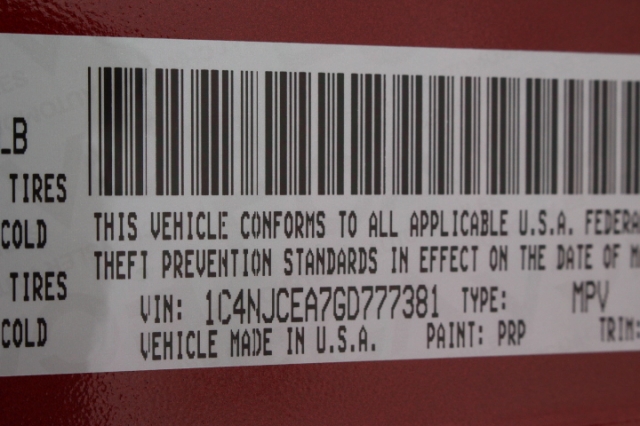 LB
TIRES
COLD
TIRES
COLD
THIS VEHICLE CONFORMS TO ALL APPLICABLE U.S.A. FEDERA
THEFT PREVENTION STANDARDS IN EFFECT ON THE DATE OF M
VIN: 1C4NJCEA7GD777381 TYPE: MPV
VEHICLE MADE IN U.S.A. PAINT: PRP TRIM: